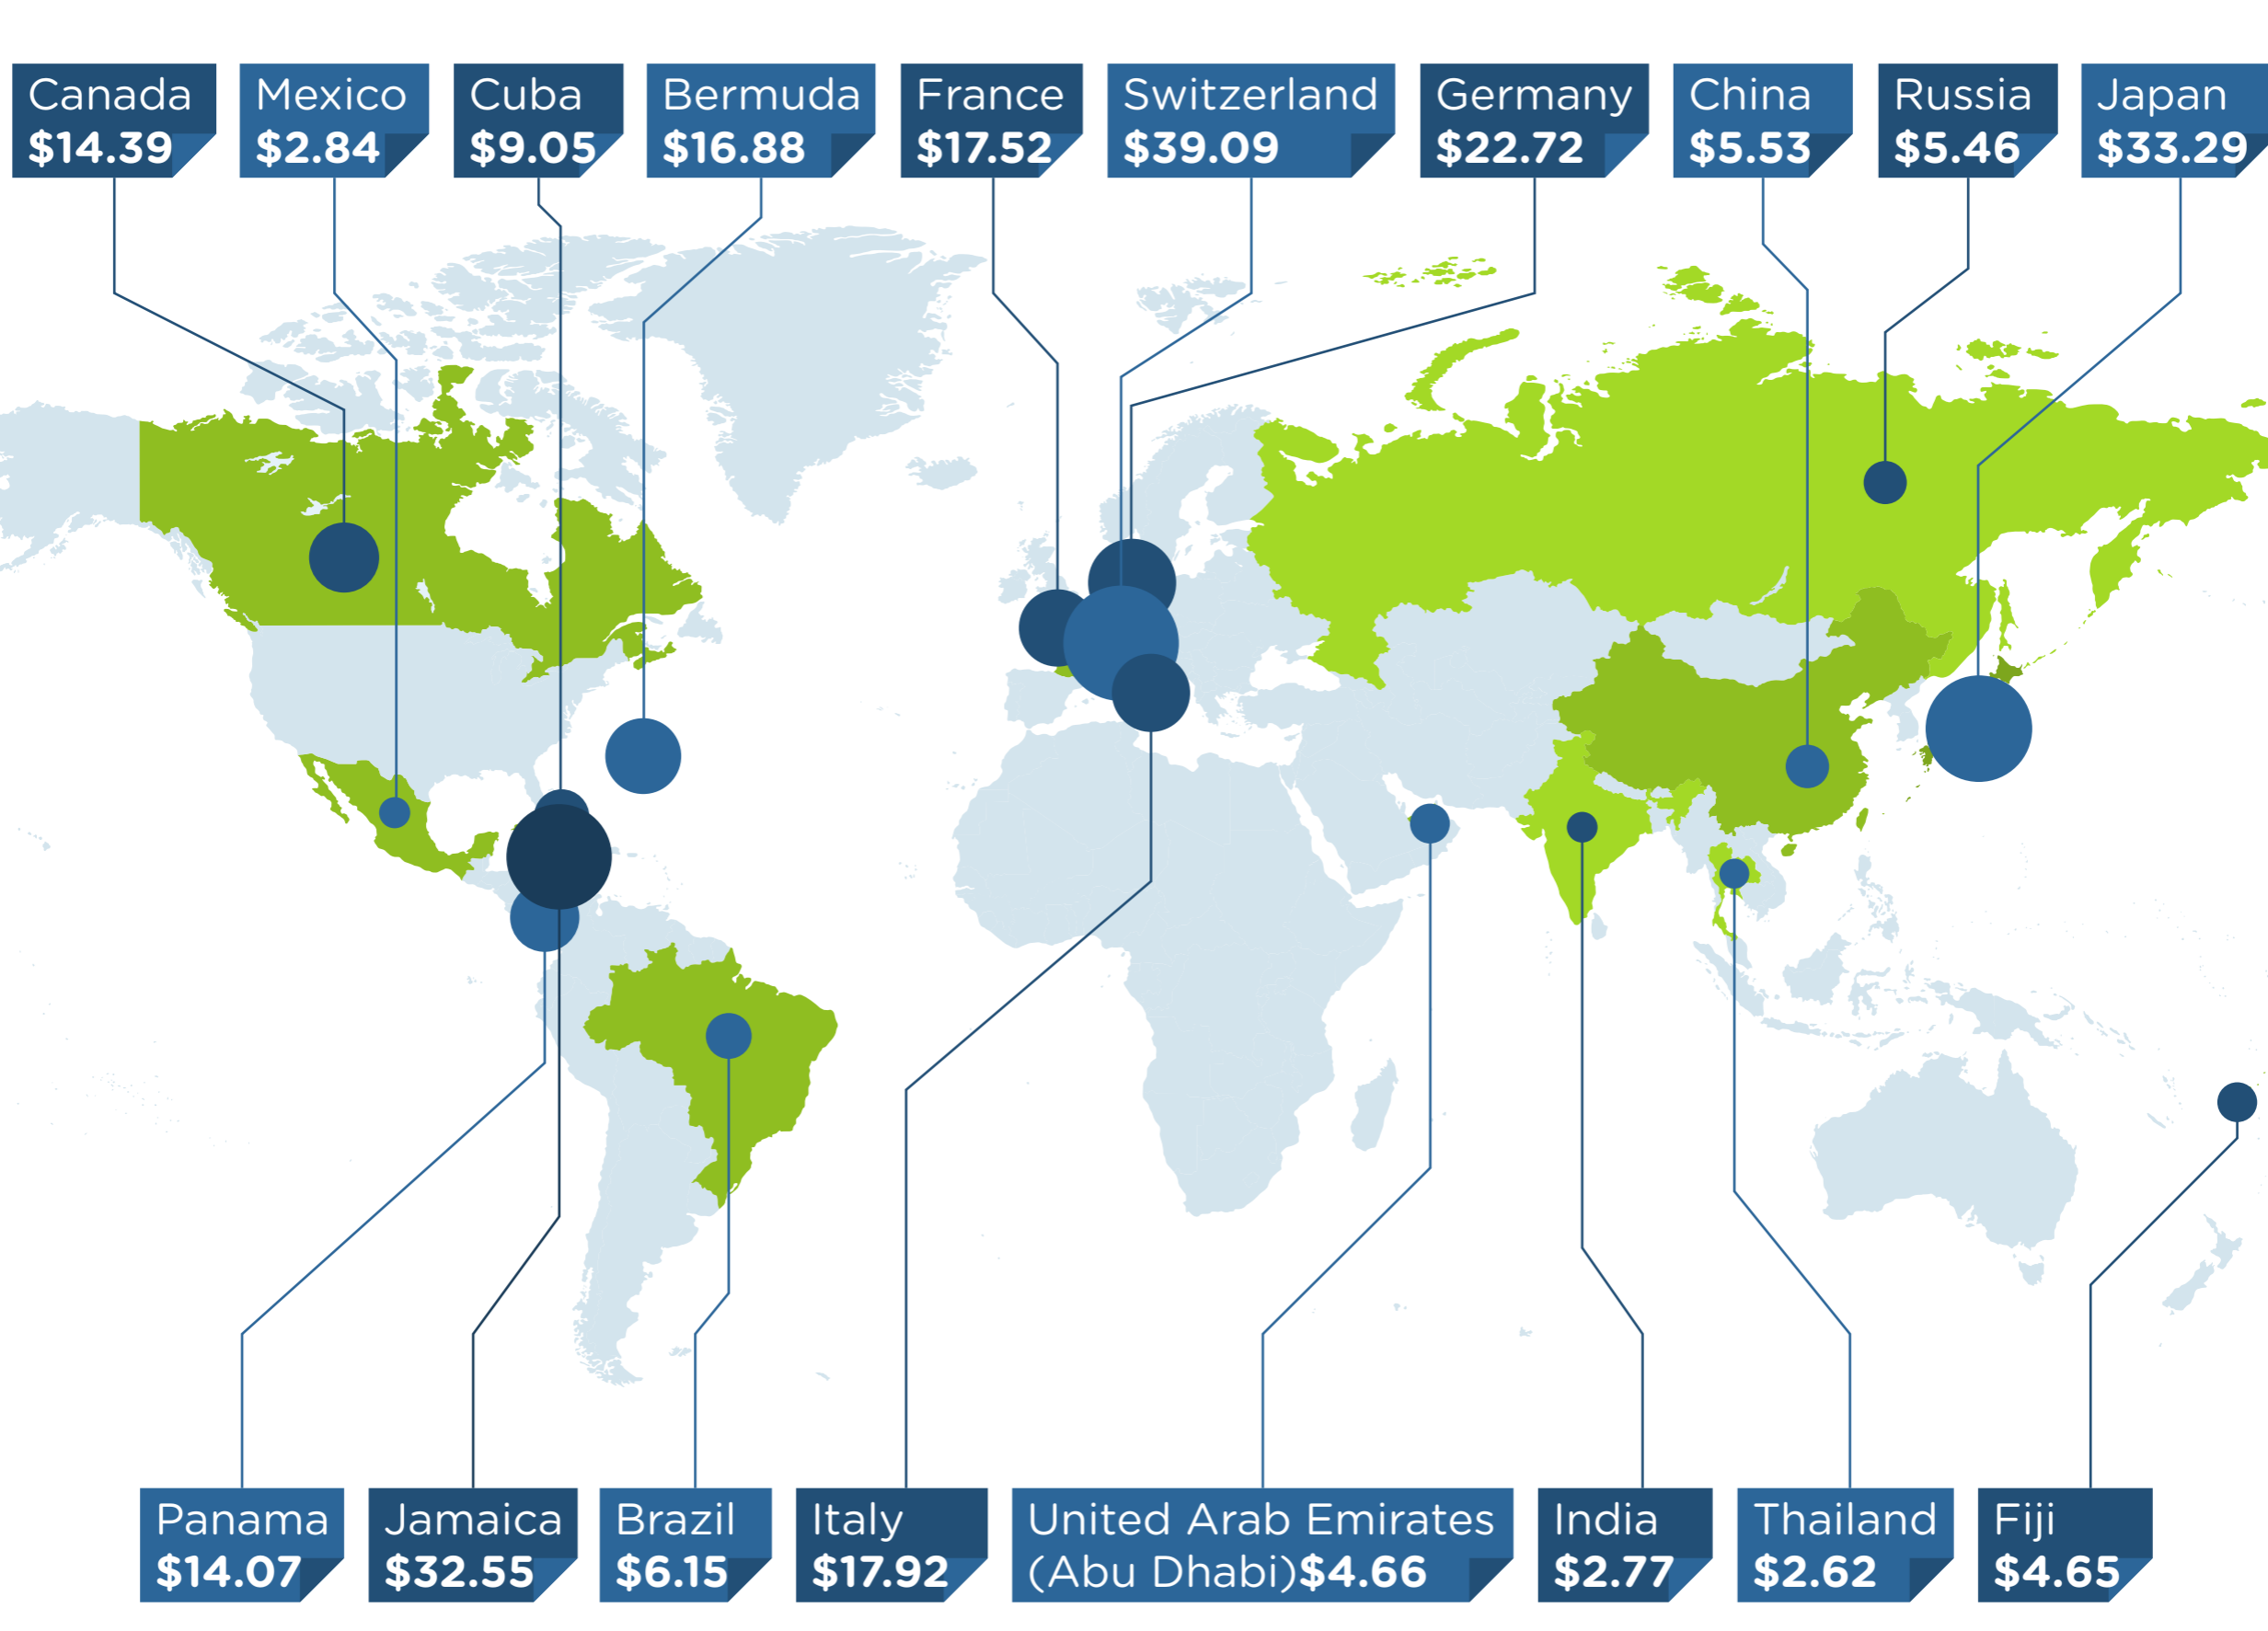 Canada
$14.39
Mexico
$2.84
Cuba
$9.05
Bermuda
$16.88
France
$17.52
Switzerland
$39.09
Germany
$22.72
China
$5.53
Russia
$5.46
Japan
$33.29
Panama
$14.07
Jamaica
$32.55
Brazil
$6.15
Italy
$17.92
United Arab Emirates
(Abu Dhabi)$4.66
India
$2.77
Thailand
$2.62
Fiji
$4.65